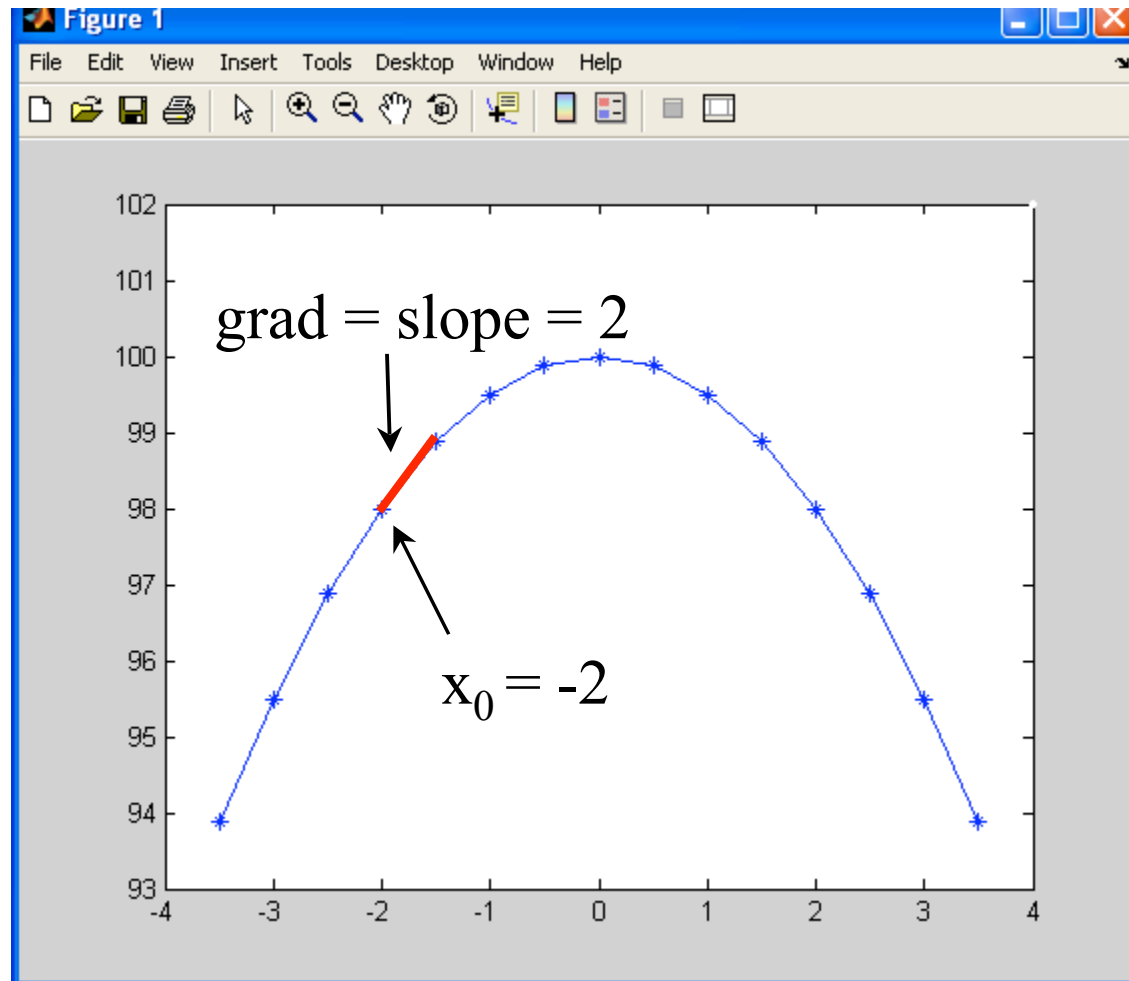 Figure 1
File Edit View Insert Tools Desktop Window Help
102
101
grad = slope = 2
100
99
98
97
96
x₀ = -2
95
94
93
-4 -3 -2 -1 0 1 2 3 4